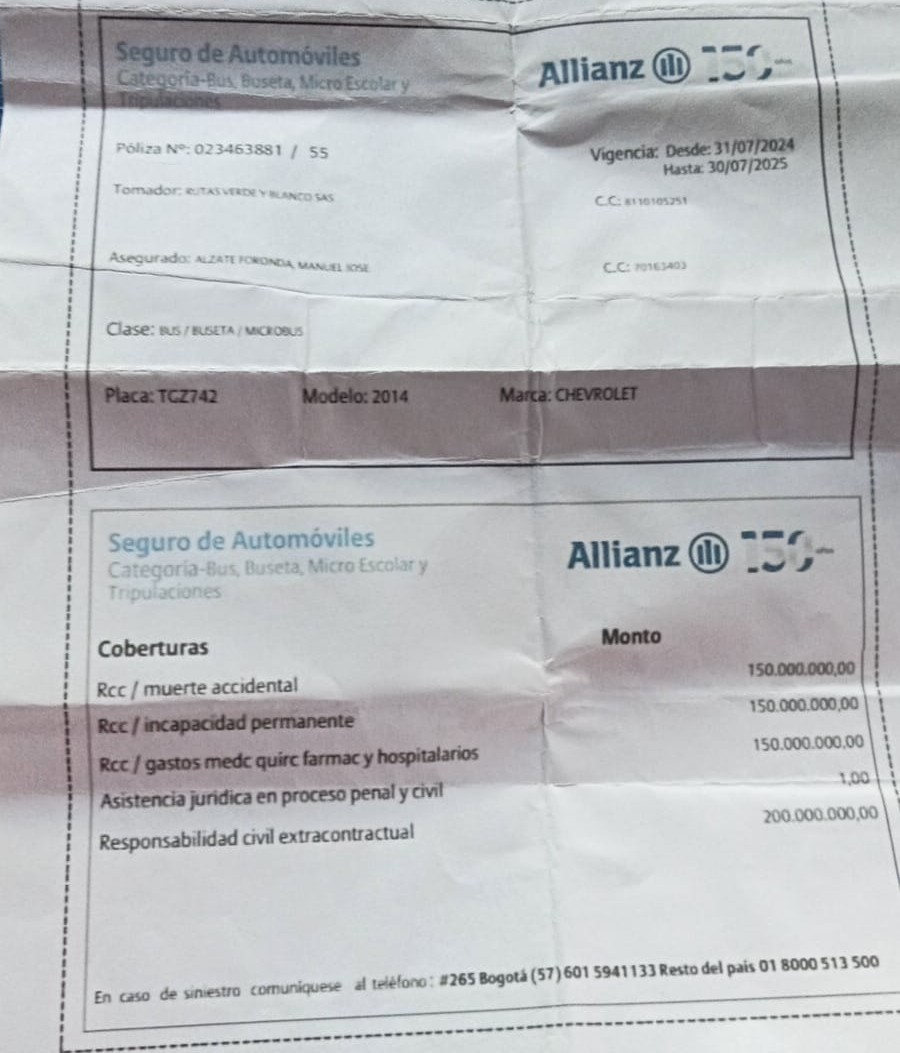 Seguro de Automóviles
Allianz 150
Categoría-Bus, Buseta, Micro Escolar y
Tripulaciones
Póliza Nº: 023463881 / 55
Vigencia: Desde: 31/07/2024
Hasta: 30/07/2025
Tomador: RUTAS VERDE Y BLANCO SAS
C.C: 8110105251
Asegurado: ALZATE FORONDA, MANUEL JOSE
C.C: 70163403
Clase: BUS / BUSETA / MICROBUS
Placa: TGZ742 Modelo: 2014 Marca: CHEVROLET
Seguro de Automóviles
Allianz 150
Categoría-Bus, Buseta, Micro Escolar y
Tripulaciones
Coberturas Monto
Rcc / muerte accidental 150.000.000,00
Rcc / incapacidad permanente 150.000.000,00
Rcc / gastos medc quirc farmac y hospitalarios 150.000.000,00
Asistencia jurídica en proceso penal y civil 1,00
Responsabilidad civil extracontractual 200.000.000,00
En caso de siniestro comuníquese al teléfono: #265 Bogotá (57) 601 5941133 Resto del país 01 8000 513 500